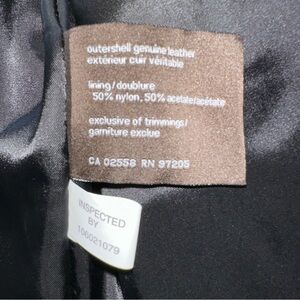 outershell genuine leather
extérieur cuir véritable
lining/doublure
50% nylon, 50% acetate/acétate
exclusive of trimmings/
garniture exclue
CA 02558 RN 97205
INSPECTED
BY
106021079